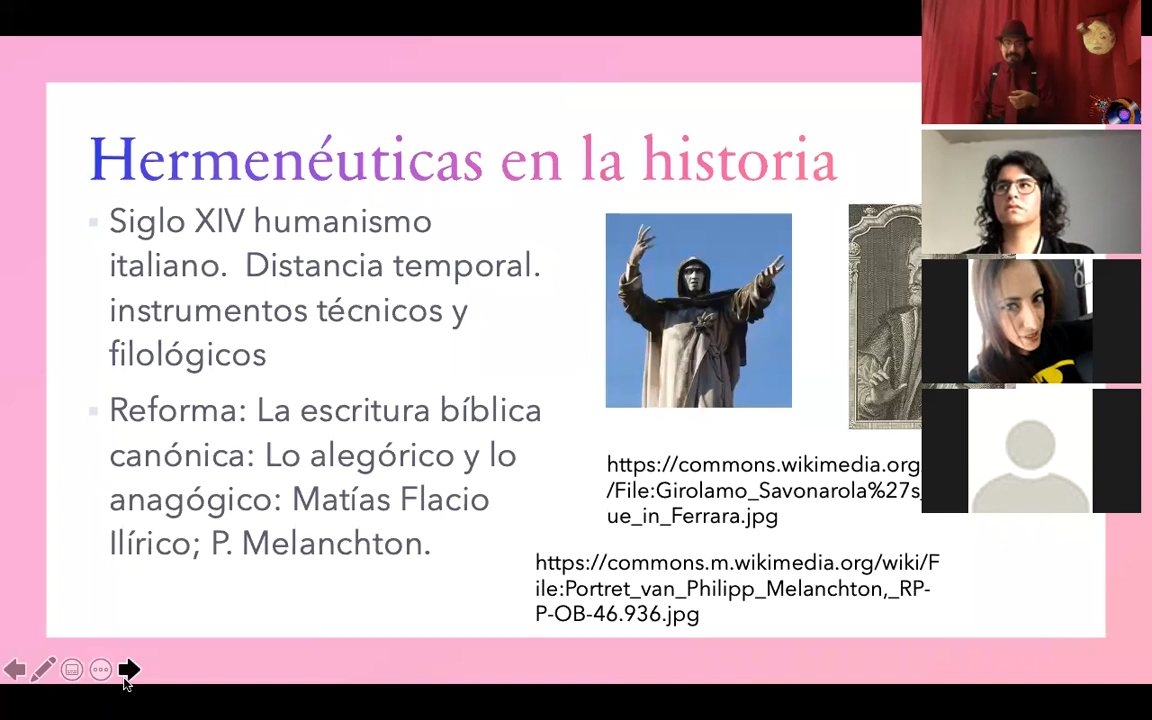 Hermenéuticas en la historia
Siglo XIV humanismo
italiano. Distancia temporal.
instrumentos técnicos y
filológicos
Reforma: La escritura bíblica
canónica: Lo alegórico y lo
anagógico: Matías Flacio
Ilírico; P. Melanchton.
https://commons.wikimedia.org
/File:Girolamo_Savonarola%27s_
ue_in_Ferrara.jpg
https://commons.m.wikimedia.org/wiki/F
ile:Portret_van_Philipp_Melanchton,_RP-
P-OB-46.936.jpg